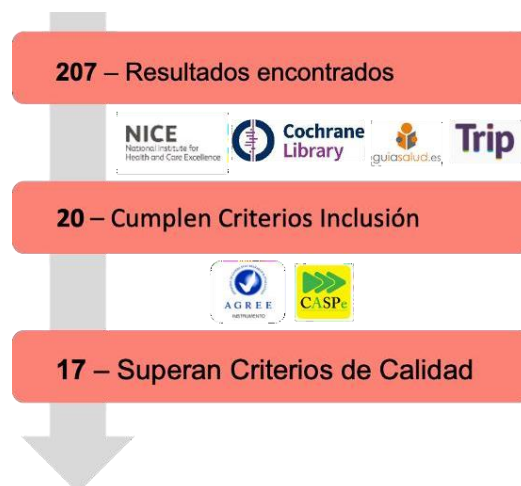 207 – Resultados encontrados
NICE
National Institute for
Health and Care Excellence
Cochrane
Library
guiasalud.es
Trip
20 – Cumplen Criterios Inclusión
AGREE
INSTRUMENTO
CASPe
17 – Superan Criterios de Calidad